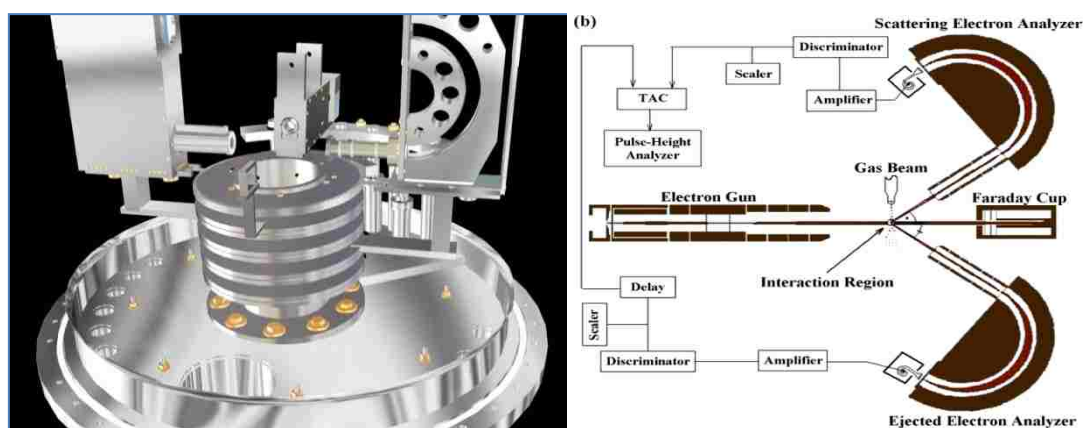 (b)
Scattering Electron Analyzer
Discriminator
Scaler
TAC
Amplifier
Pulse-Height
Analyzer
Gas Beam
Electron Gun
Faraday Cup
Interaction
Region
Delay
Scaler
Discriminator
Amplifier
Ejected Electron Analyzer